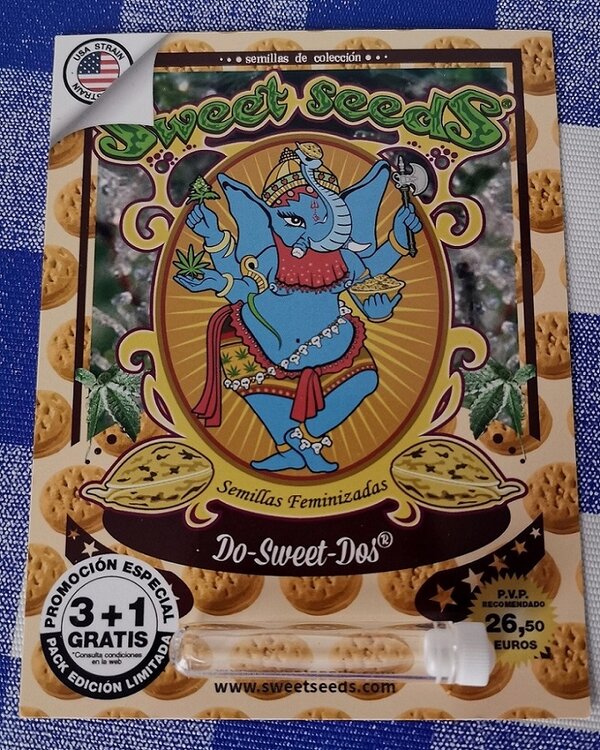 USA STRAIN
STRAIN
• • • semillas de colección • • •
Sweet Seeds®
Semillas Feminizadas
Do-Sweet-Dos®
PROMOCIÓN ESPECIAL
3+1
GRATIS
*Consulta condiciones
en la web
PACK EDICIÓN LIMITADA
P.V.P.
RECOMENDADO
26,50
EUROS
www.sweetseeds.com